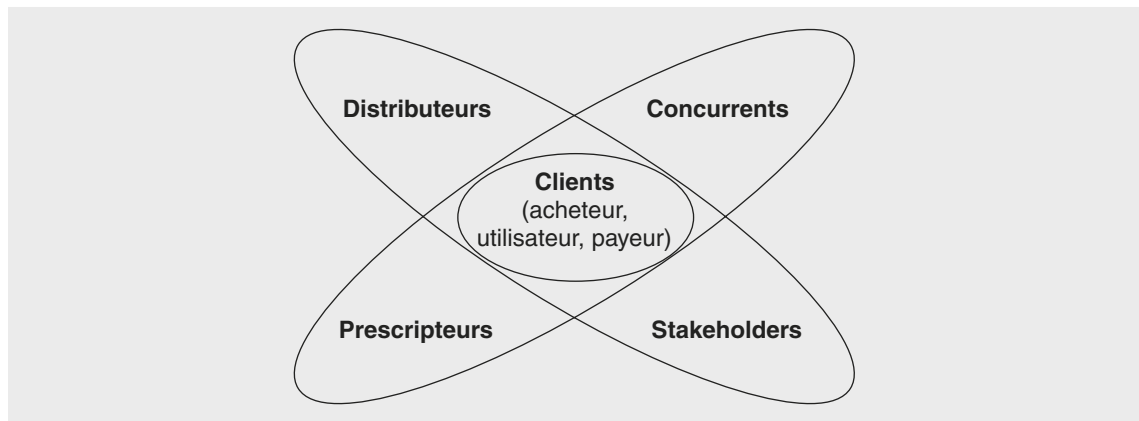 Distributeurs
Concurrents
Clients
(acheteur,
utilisateur, payeur)
Prescripteurs
Stakeholders